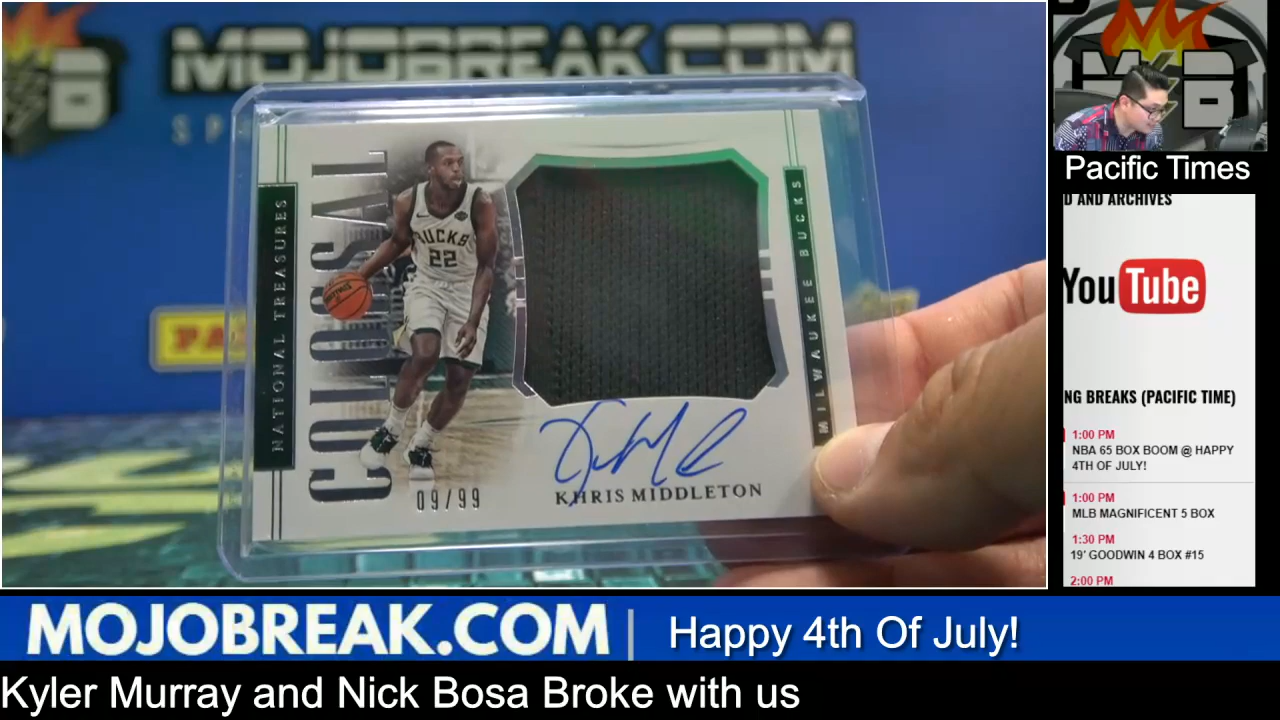 MOJOBREAK.COM
NATIONAL TREASURES
COLOSSAL
BUCKS
22
MILWAUKEE BUCKS
09/99
KHRIS MIDDLETON
PA
B
M B
Pacific Times
D AND ARCHIVES
YouTube
NG BREAKS (PACIFIC TIME)
1:00 PM
NBA 65 BOX BOOM @ HAPPY
4TH OF JULY!
1:00 PM
MLB MAGNIFICENT 5 BOX
1:30 PM
19' GOODWIN 4 BOX #15
2:00 PM
MOJOBREAK.COM | Happy 4th Of July!
Kyler Murray and Nick Bosa Broke with us